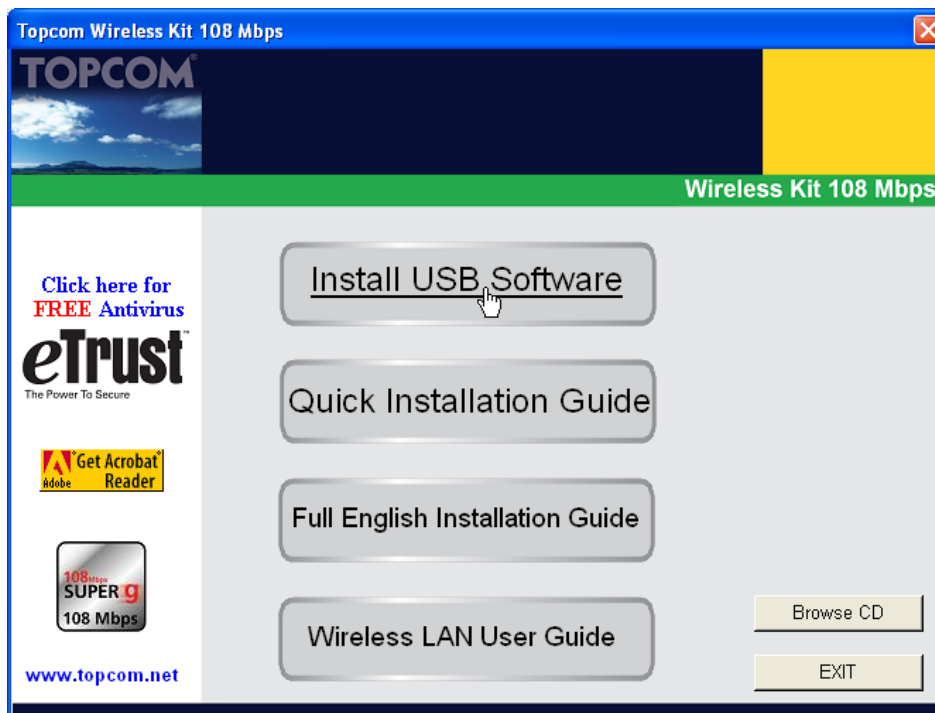 Topcom Wireless Kit 108 Mbps
TOPCOM®
Wireless Kit 108 Mbps
Click here for
FREE Antivirus
eTrust™
The Power To Secure
Get Acrobat®
Reader
Adobe
108Mbps
SUPER g
108 Mbps
www.topcom.net
Install USB Software
Quick Installation Guide
Full English Installation Guide
Wireless LAN User Guide
Browse CD
EXIT